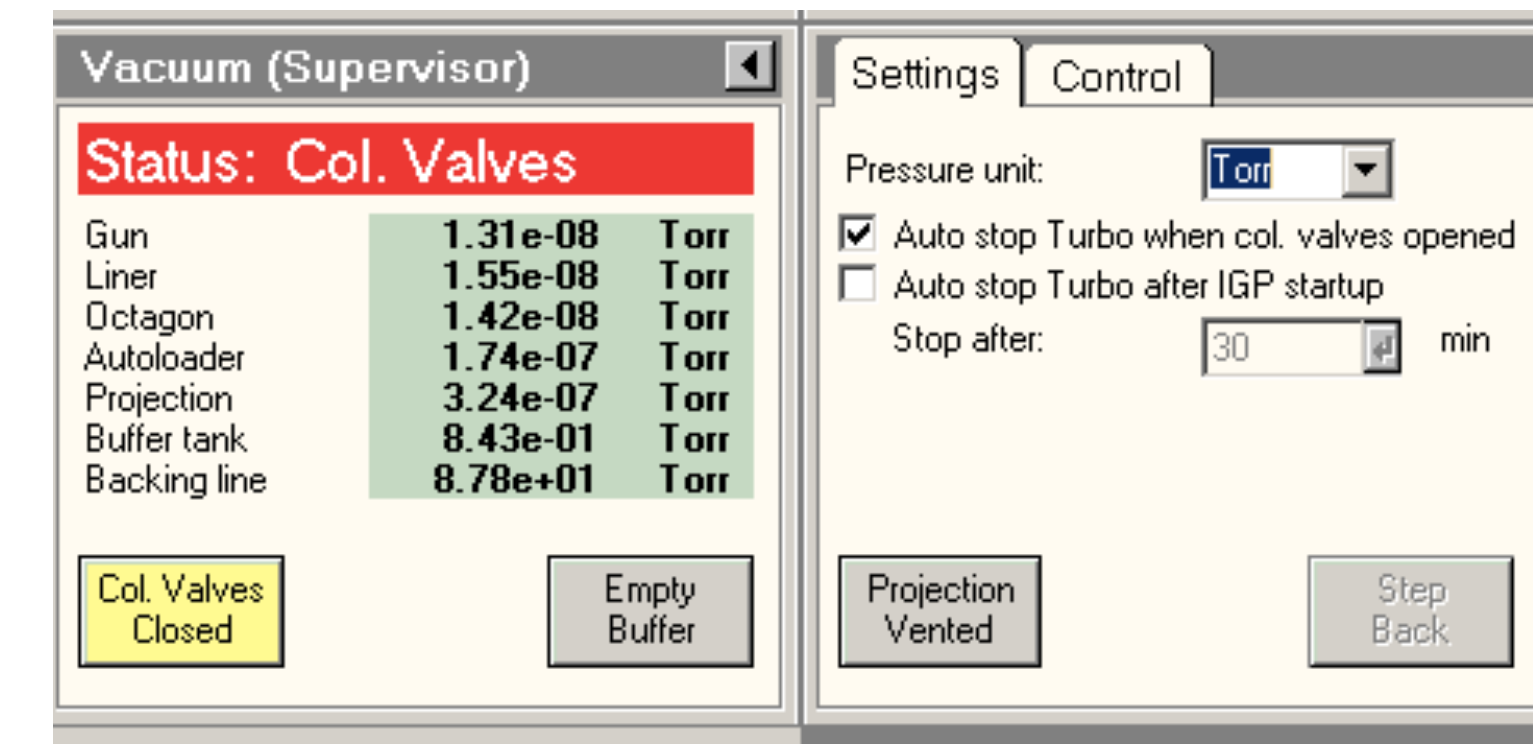 Vacuum (Supervisor)
Status: Col. Valves
Gun 1.31e-08 Torr
Liner 1.55e-08 Torr
Octagon 1.42e-08 Torr
Autoloader 1.74e-07 Torr
Projection 3.24e-07 Torr
Buffer tank 8.43e-01 Torr
Backing line 8.78e+01 Torr
Col. Valves
Closed
Empty
Buffer
Settings Control
Pressure unit: Torr
Auto stop Turbo when col. valves opened
Auto stop Turbo after IGP startup
Stop after: 30 min
Projection
Vented
Step
Back